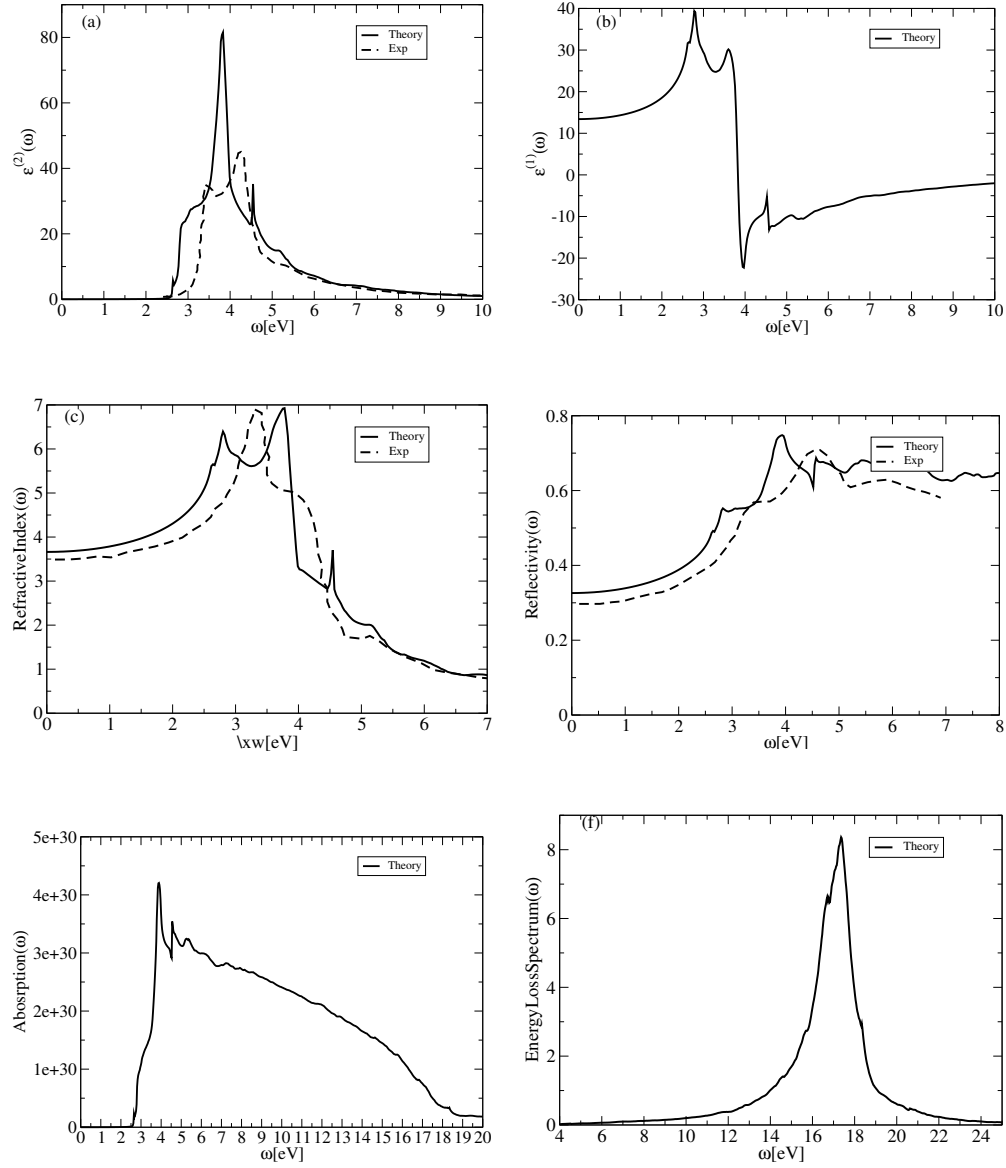 (a)
Theory
Exp
ε(2)(ω)
80
60
40
20
0
0 1 2 3 4 5 6 7 8 9 10
ω[eV]
(b)
Theory
ε(1)(ω)
40
30
20
10
0
-10
-20
-30
0 1 2 3 4 5 6 7 8 9 10
ω[eV]
(c)
Theory
Exp
RefractiveIndex(ω)
7
6
5
4
3
2
1
0
0 1 2 3 4 5 6 7
\xw[eV]
Theory
Exp
Reflectivity(ω)
0.8
0.6
0.4
0.2
0
0 1 2 3 4 5 6 7 8
ω[eV]
Theory
Abosrption(ω)
5e+30
4e+30
3e+30
2e+30
1e+30
0
0 1 2 3 4 5 6 7 8 9 10 11 12 13 14 15 16 17 18 19 20
ω[eV]
(f)
Theory
EnergyLossSpectrum(ω)
8
6
4
2
0
4 6 8 10 12 14 16 18 20 22 24
ω[eV]